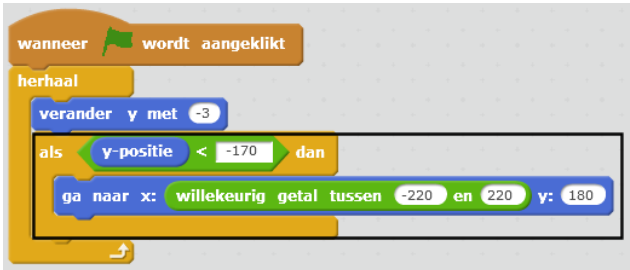 wanneer wordt aangeklikt
herhaal
verander y met -3
als y-positie < -170 dan
ga naar x: willekeurig getal tussen -220 en 220 y: 180